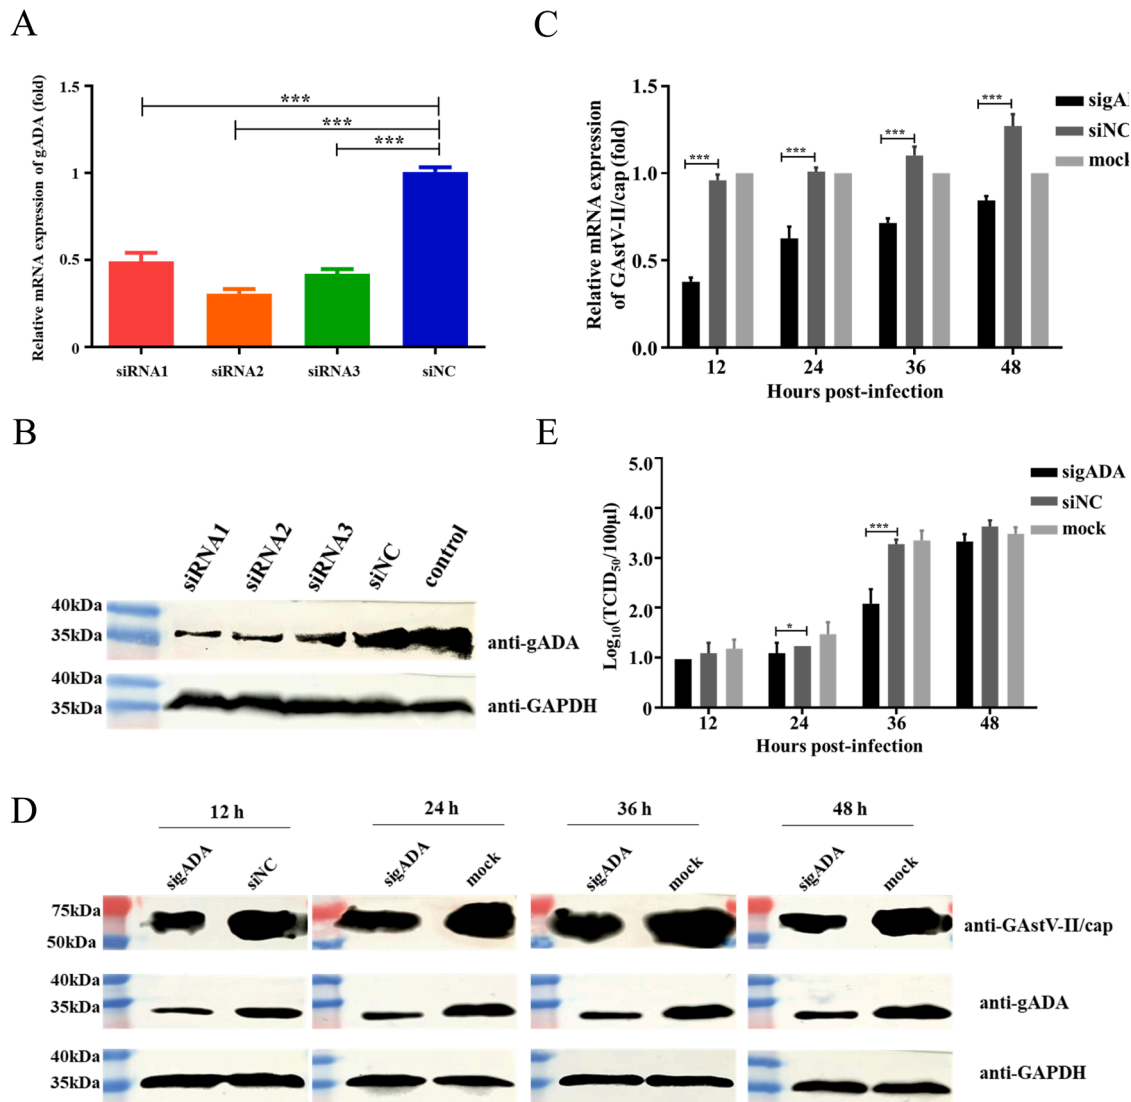 A
Relative mRNA expression of gADA (fold)
1.5
1
0.5
0
***
***
***
siRNA1
siRNA2
siRNA3
siNC
C
Relative mRNA expression
of GAstV-II/cap (fold)
1.5
1.0
0.5
0.0
***
***
***
***
12
24
36
48
Hours post-infection
sigAI
siNC
mock
B
siRNA1
siRNA2
siRNA3
siNC
control
40kDa
35kDa
anti-gADA
40kDa
35kDa
anti-GAPDH
E
Log10(TCID50/100μl)
5.0
4.0
3.0
2.0
1.0
0
*
***
12
24
36
48
Hours post-infection
sigADA
siNC
mock
D
12 h
24 h
36 h
48 h
sigADA
siNC
sigADA
mock
sigADA
mock
sigADA
mock
75kDa
50kDa
anti-GAstV-II/cap
40kDa
35kDa
anti-gADA
40kDa
35kDa
anti-GAPDH